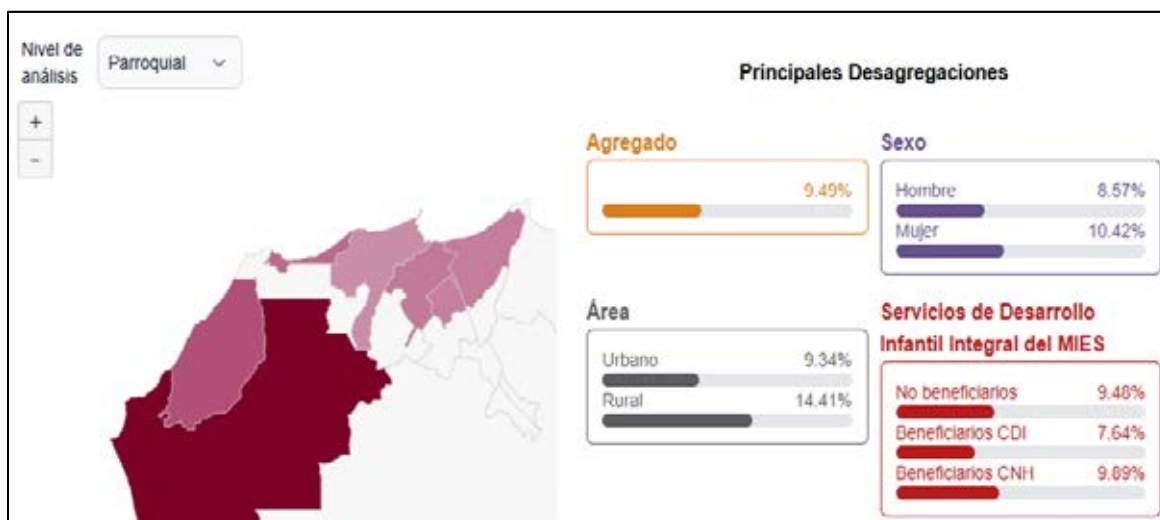 Nivel de
análisis
Parroquial
+
-
Principales Desagregaciones
Agregado
9.49%
Sexo
Hombre 8.57%
Mujer 10.42%
Área
Urbano 9.34%
Rural 14.41%
Servicios de Desarrollo
Infantil Integral del MIES
No beneficiarios 9.48%
Beneficiarios CDI 7.64%
Beneficiarios CNH 9.89%